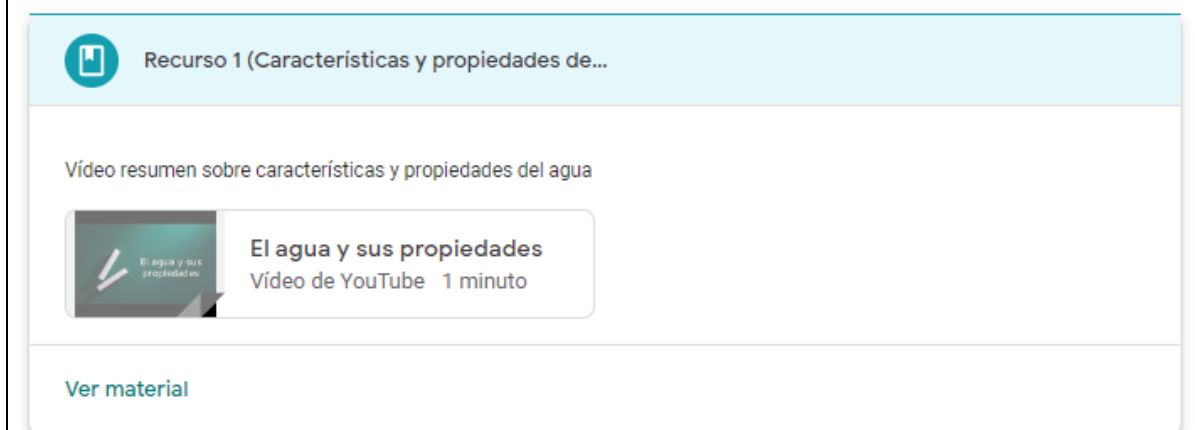 Recurso 1 (Características y propiedades de...
Vídeo resumen sobre características y propiedades del agua
El agua y sus
propiedades
El agua y sus propiedades
Vídeo de YouTube 1 minuto
Ver material